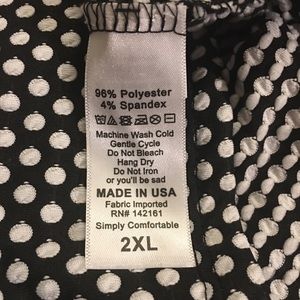 96% Polyester
4% Spandex
Machine Wash Cold
Gentle Cycle
Do Not Bleach
Hang Dry
Do Not Iron
or you'll be sad
MADE IN USA
Fabric Imported
RN# 142161
Simply Comfortable
2XL